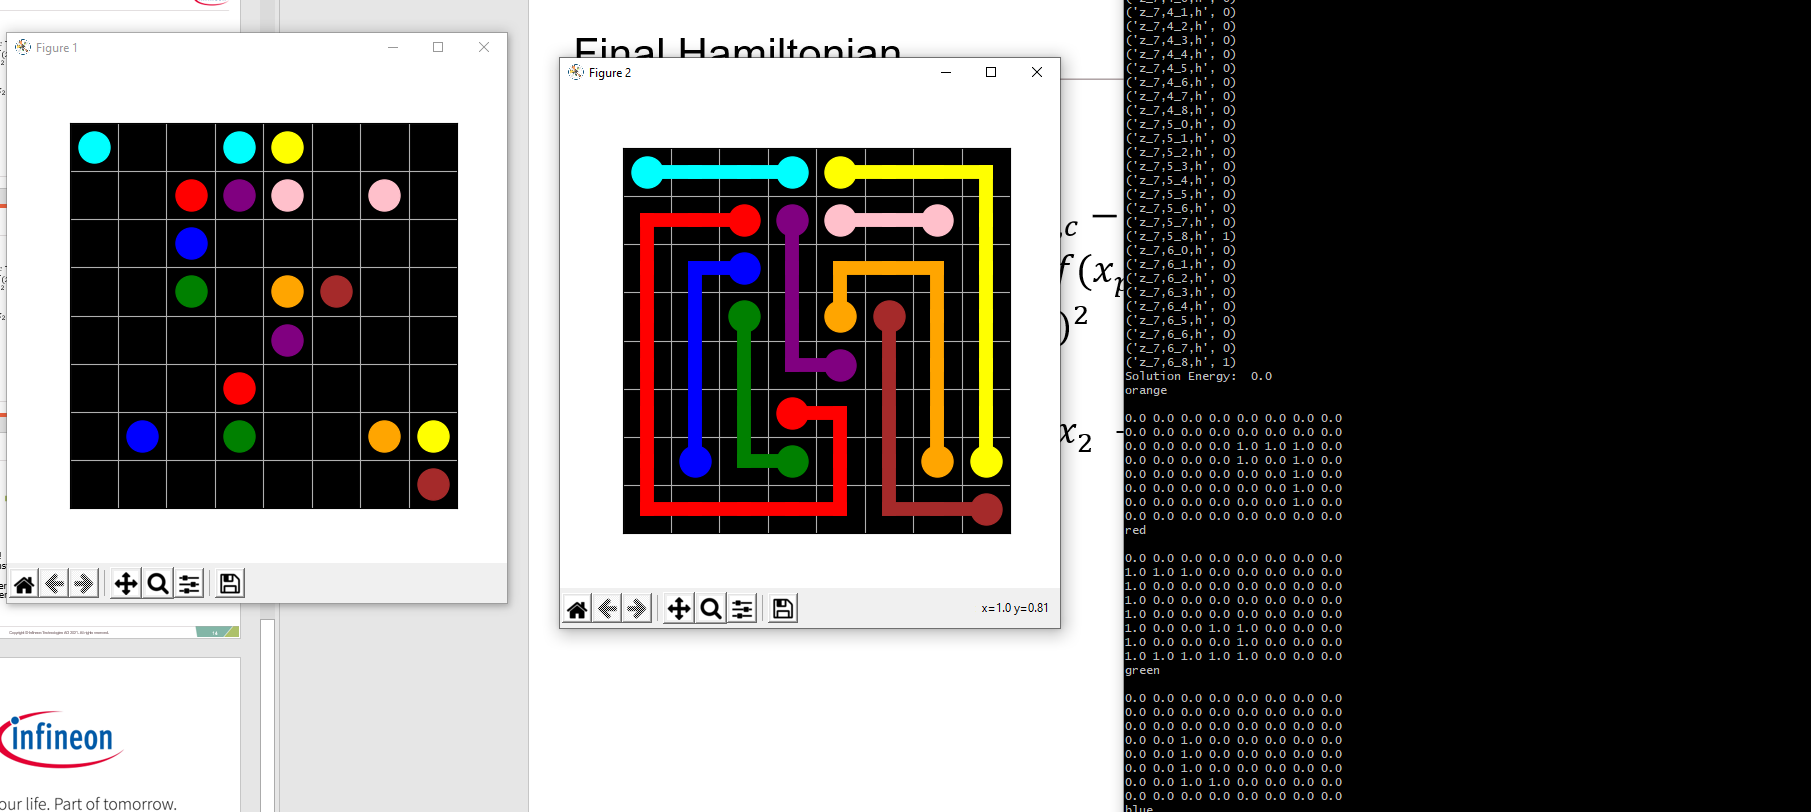 Figure 1
Final Hamiltonian
Figure 2
x=1.0 y=0.81
,c −
f(x
)²
x₂
Copyright © Infineon Technologies AG 2021. All rights reserved.
14
infineon
our life. Part of tomorrow.
('z_7,4_1,h', 0)
('z_7,4_2,h', 0)
('z_7,4_3,h', 0)
('z_7,4_4,h', 0)
('z_7,4_5,h', 0)
('z_7,4_6,h', 0)
('z_7,4_7,h', 0)
('z_7,4_8,h', 0)
('z_7,5_0,h', 0)
('z_7,5_1,h', 0)
('z_7,5_2,h', 0)
('z_7,5_3,h', 0)
('z_7,5_4,h', 0)
('z_7,5_5,h', 0)
('z_7,5_6,h', 0)
('z_7,5_7,h', 0)
('z_7,5_8,h', 1)
('z_7,6_0,h', 0)
('z_7,6_1,h', 0)
('z_7,6_2,h', 0)
('z_7,6_3,h', 0)
('z_7,6_4,h', 0)
('z_7,6_5,h', 0)
('z_7,6_6,h', 0)
('z_7,6_7,h', 0)
('z_7,6_8,h', 1)
Solution Energy:  0.0
orange
0.0 0.0 0.0 0.0 0.0 0.0 0.0 0.0
0.0 0.0 0.0 0.0 0.0 0.0 0.0 0.0
0.0 0.0 0.0 0.0 1.0 1.0 1.0 0.0
0.0 0.0 0.0 0.0 1.0 0.0 1.0 0.0
0.0 0.0 0.0 0.0 0.0 0.0 1.0 0.0
0.0 0.0 0.0 0.0 0.0 0.0 1.0 0.0
0.0 0.0 0.0 0.0 0.0 0.0 1.0 0.0
0.0 0.0 0.0 0.0 0.0 0.0 0.0 0.0
red
0.0 0.0 0.0 0.0 0.0 0.0 0.0 0.0
1.0 1.0 1.0 0.0 0.0 0.0 0.0 0.0
1.0 0.0 0.0 0.0 0.0 0.0 0.0 0.0
1.0 0.0 0.0 0.0 0.0 0.0 0.0 0.0
1.0 0.0 0.0 0.0 0.0 0.0 0.0 0.0
1.0 0.0 0.0 1.0 1.0 0.0 0.0 0.0
1.0 0.0 0.0 0.0 1.0 0.0 0.0 0.0
1.0 1.0 1.0 1.0 1.0 0.0 0.0 0.0
green
0.0 0.0 0.0 0.0 0.0 0.0 0.0 0.0
0.0 0.0 0.0 0.0 0.0 0.0 0.0 0.0
0.0 0.0 0.0 0.0 0.0 0.0 0.0 0.0
0.0 0.0 1.0 0.0 0.0 0.0 0.0 0.0
0.0 0.0 1.0 0.0 0.0 0.0 0.0 0.0
0.0 0.0 1.0 0.0 0.0 0.0 0.0 0.0
0.0 0.0 1.0 1.0 0.0 0.0 0.0 0.0
0.0 0.0 0.0 0.0 0.0 0.0 0.0 0.0
blue